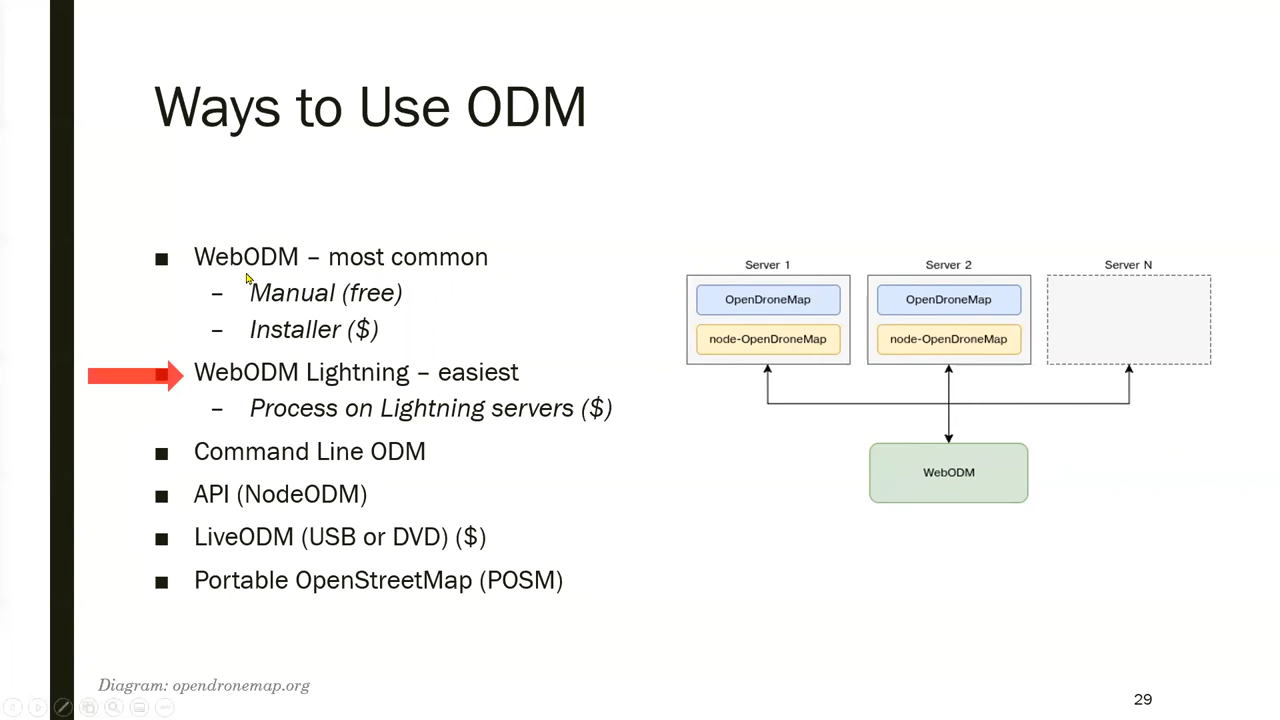 Ways to Use ODM
■ WebODM – most common
– Manual (free)
– Installer ($)
■ WebODM Lightning – easiest
– Process on Lightning servers ($)
■ Command Line ODM
■ API (NodeODM)
■ LiveODM (USB or DVD) ($)
■ Portable OpenStreetMap (POSM)
Server 1
Server 2
Server N
OpenDroneMap
OpenDroneMap
node-OpenDroneMap
node-OpenDroneMap
WebODM
Diagram: opendronemap.org
29